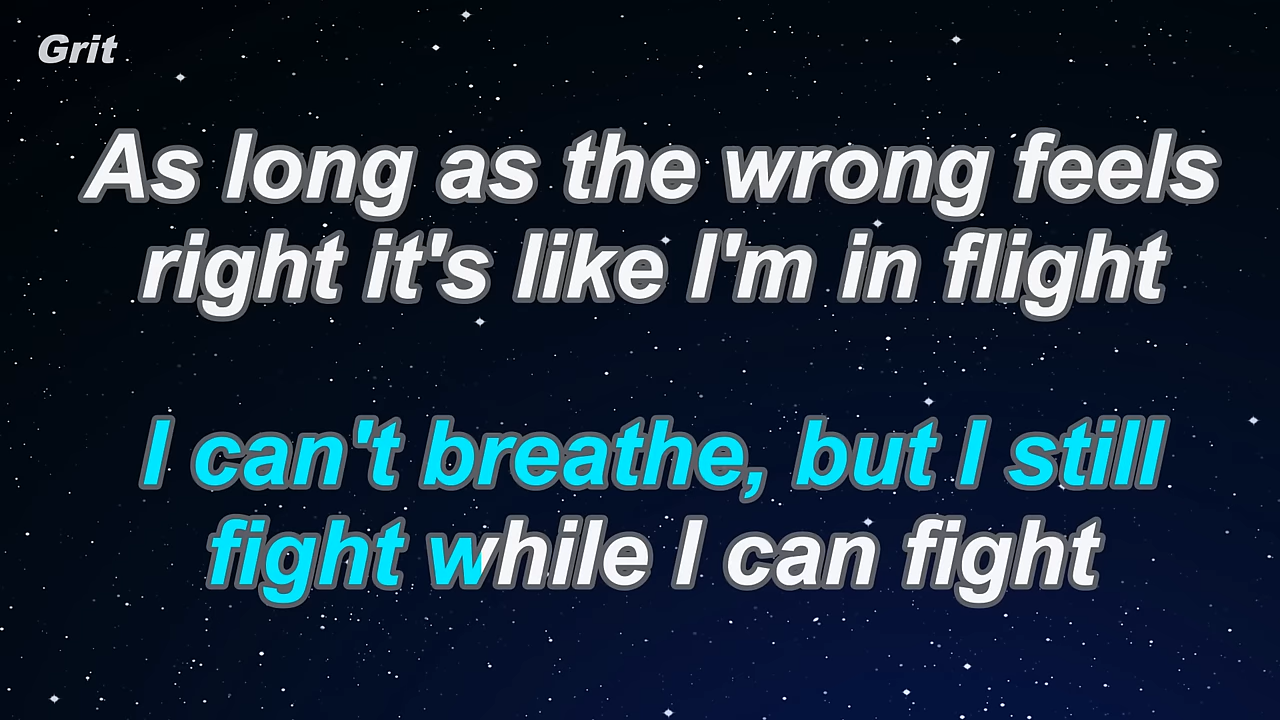 Grit
As long as the wrong feels
right it's like I'm in flight
I can't breathe, but I still
fight while I can fight